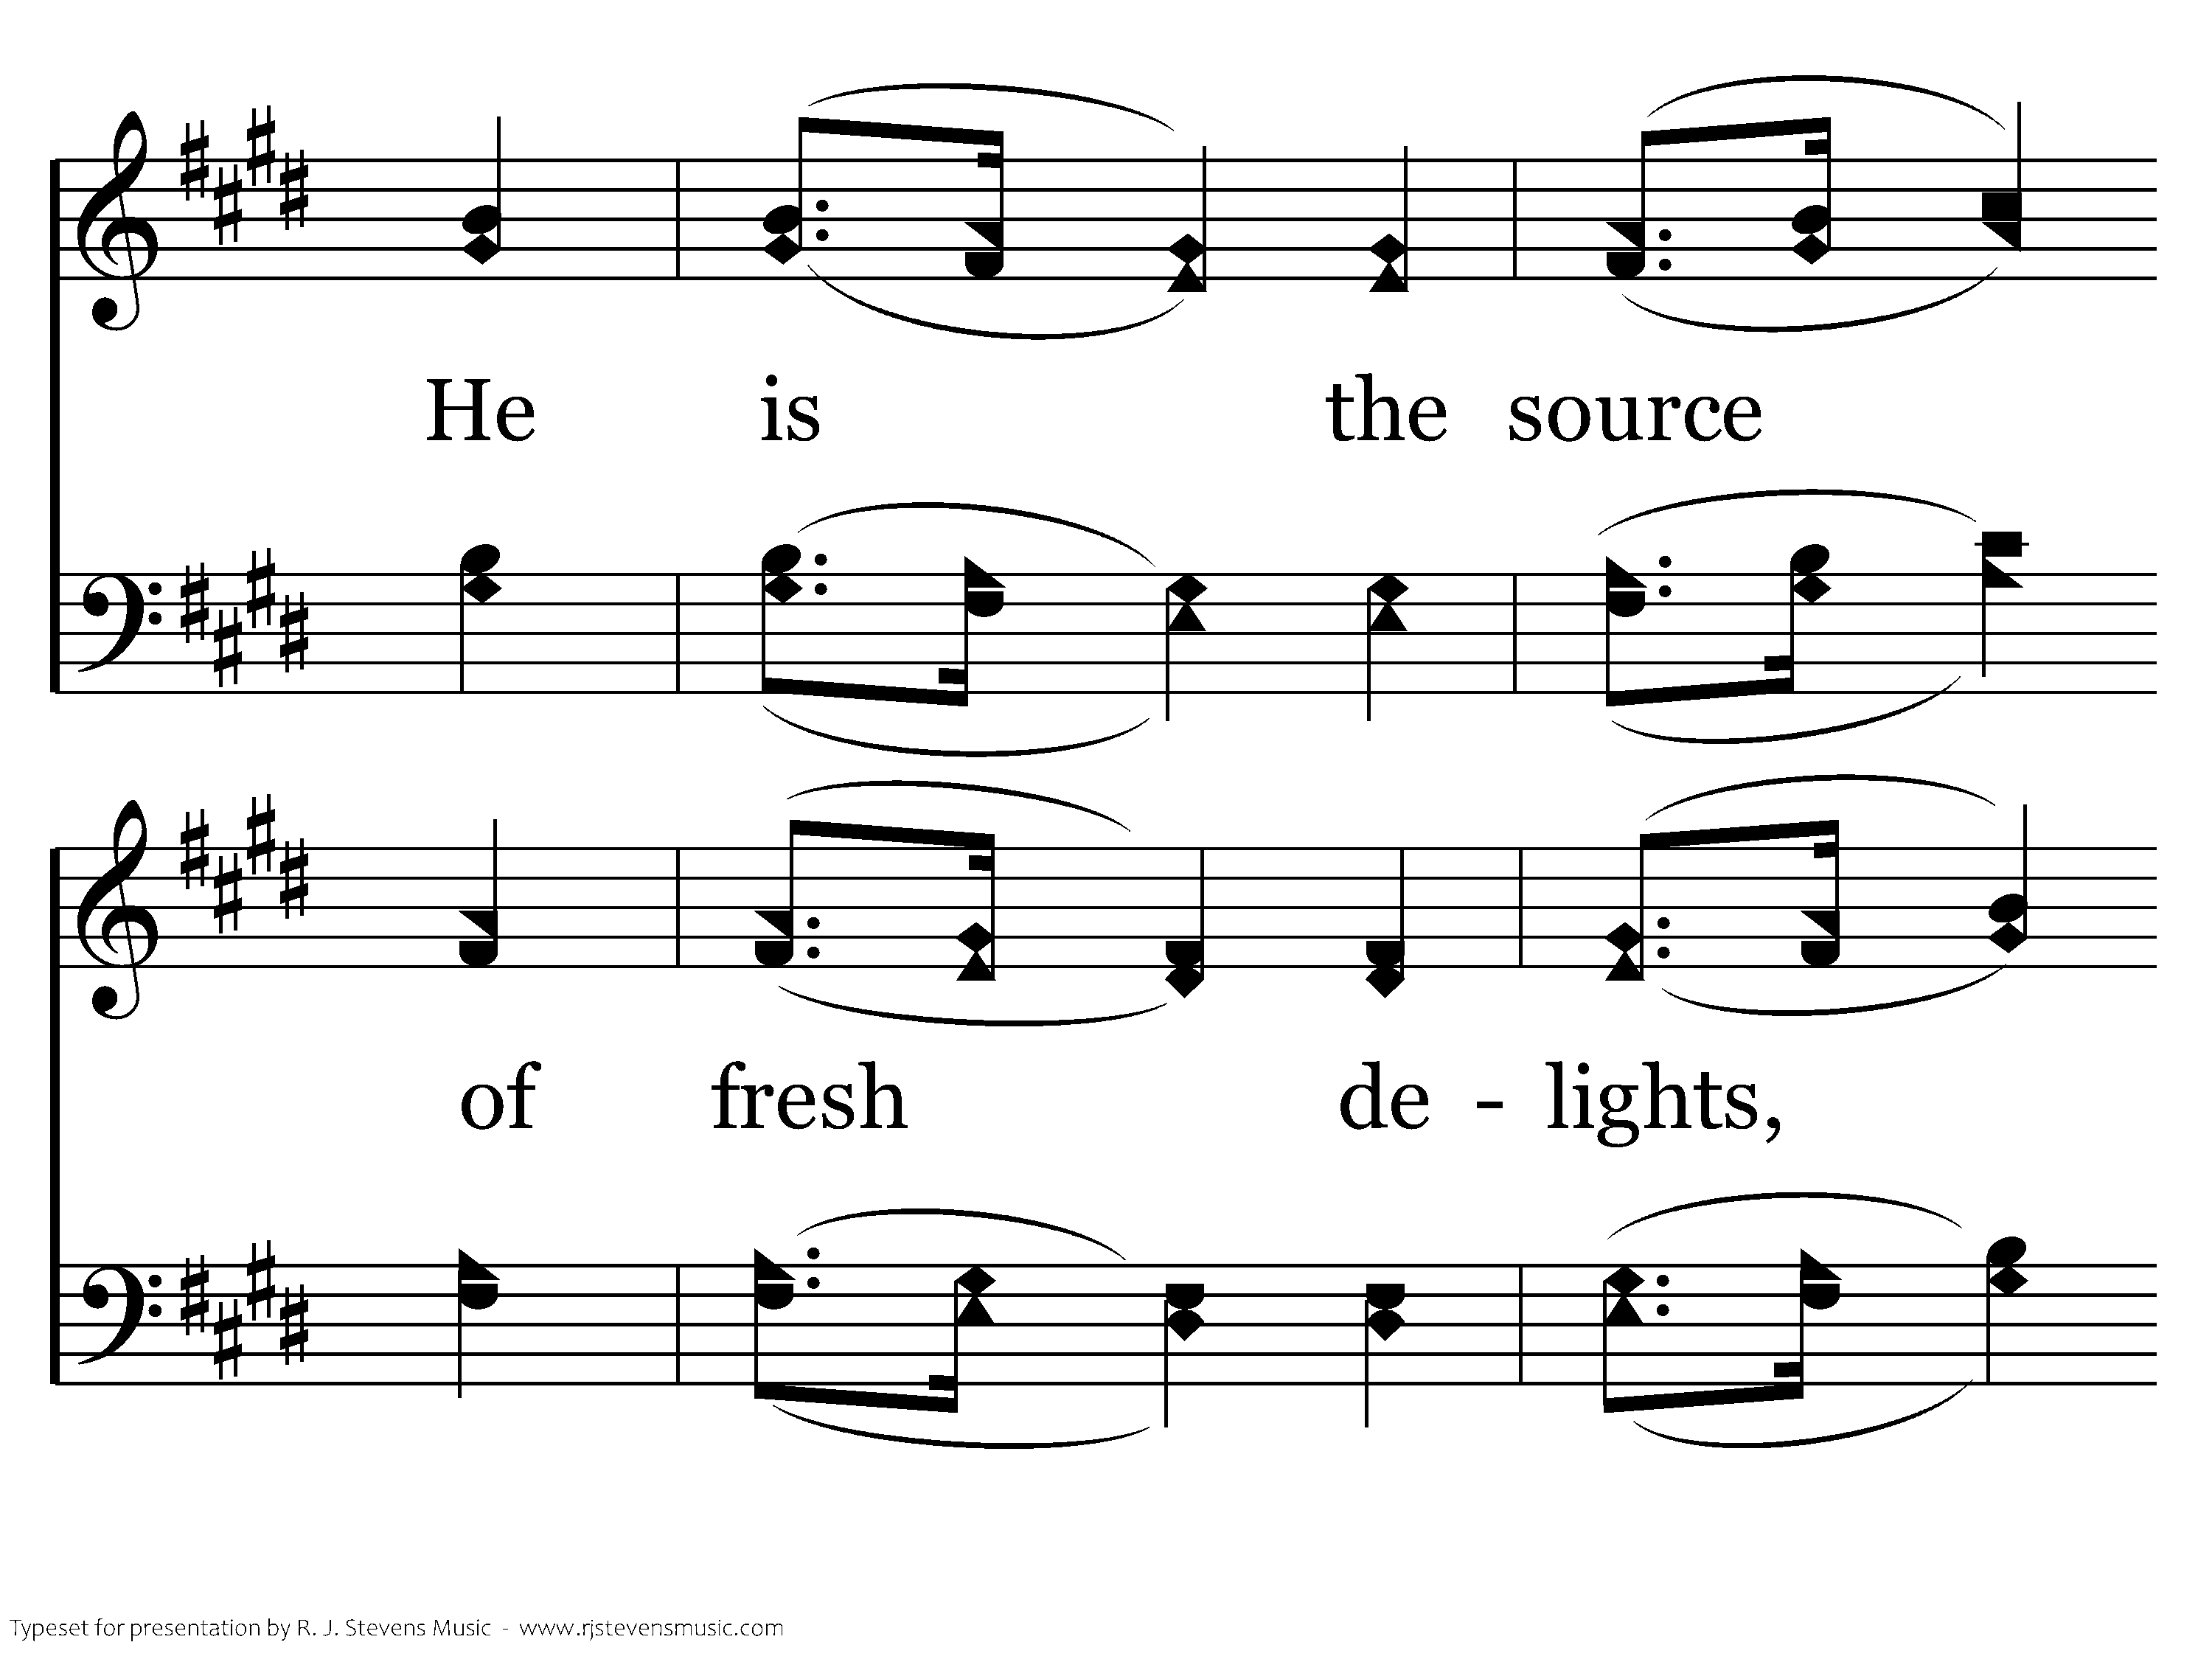 He is the source
of fresh de - lights,
Typeset for presentation by R. J. Stevens Music - www.rjstevensmusic.com